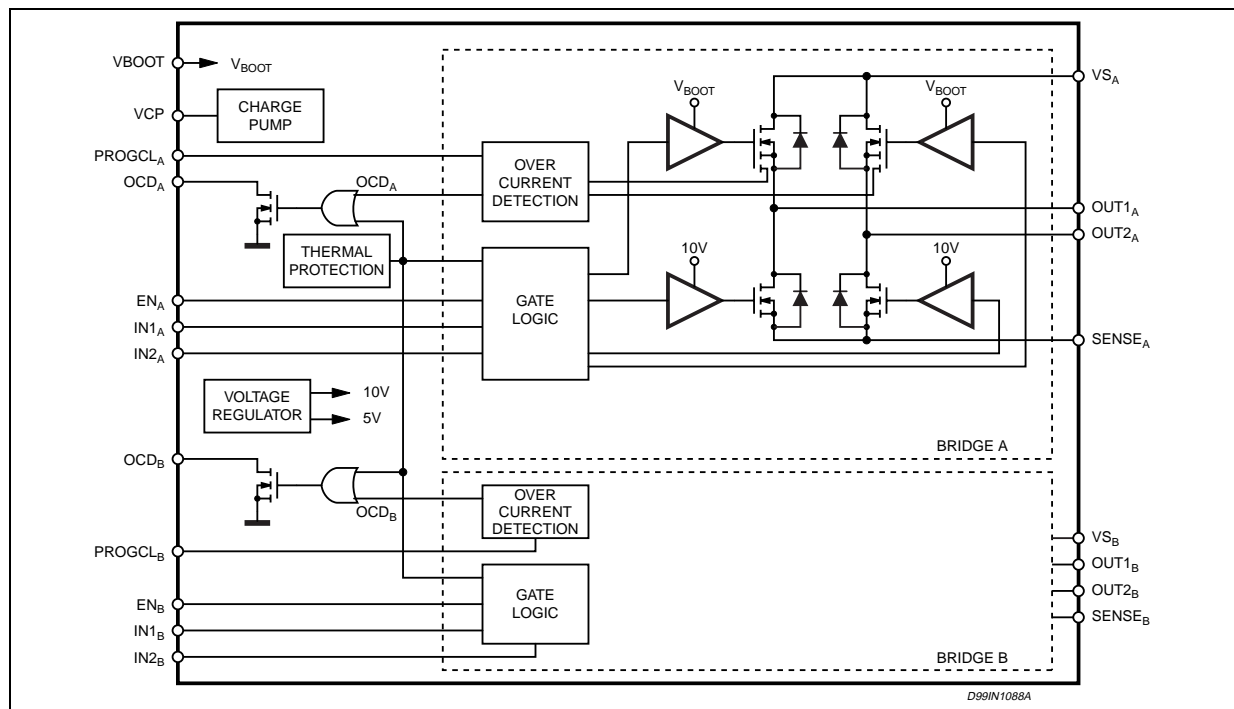 VBOOT
VBOOT
VCP
CHARGE
PUMP
VBOOT
VBOOT
VSA
PROGCLA
OCDA
OCDA
OVER
CURRENT
DETECTION
OUT1A
OUT2A
THERMAL
PROTECTION
10V
10V
ENA
IN1A
IN2A
GATE
LOGIC
SENSEA
VOLTAGE
REGULATOR
10V
5V
BRIDGE A
OCDB
OCDB
OVER
CURRENT
DETECTION
PROGCLB
VSB
OUT1B
OUT2B
SENSEB
ENB
IN1B
IN2B
GATE
LOGIC
BRIDGE B
D99IN1088A